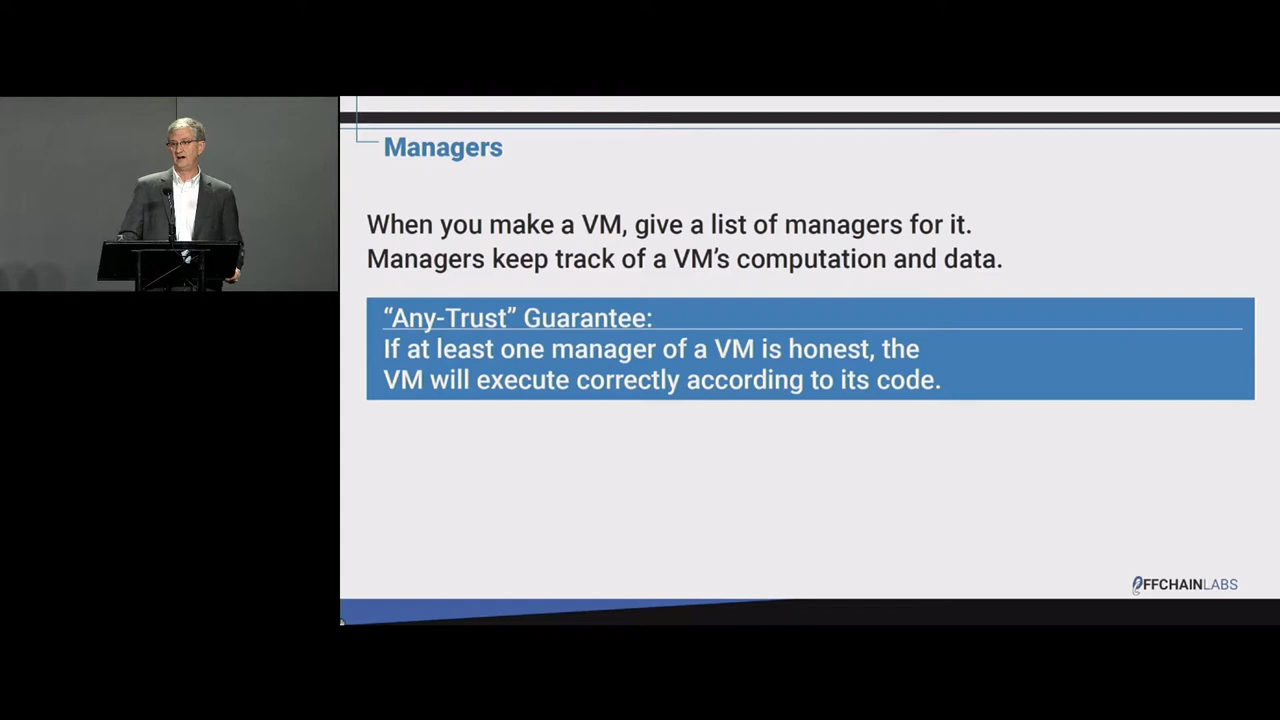 Managers
When you make a VM, give a list of managers for it.
Managers keep track of a VM’s computation and data.
“Any-Trust” Guarantee:
If at least one manager of a VM is honest, the
VM will execute correctly according to its code.
OFFCHAINLABS